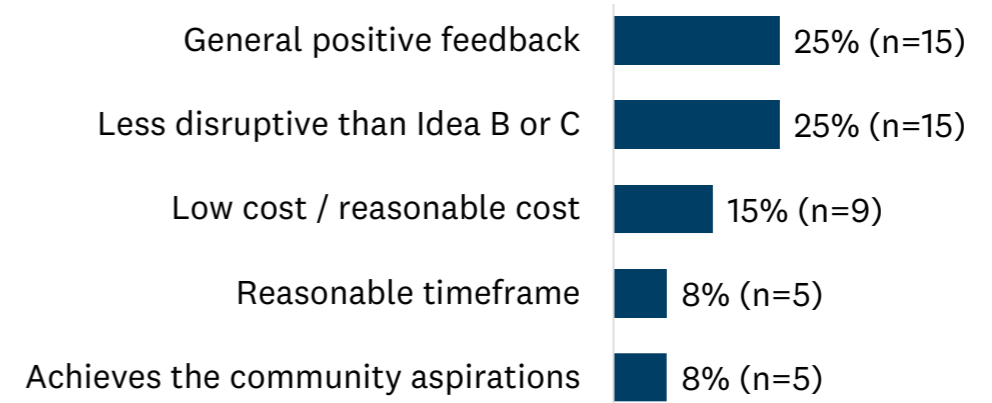 General positive feedback 25% (n=15)
Less disruptive than Idea B or C 25% (n=15)
Low cost / reasonable cost 15% (n=9)
Reasonable timeframe 8% (n=5)
Achieves the community aspirations 8% (n=5)